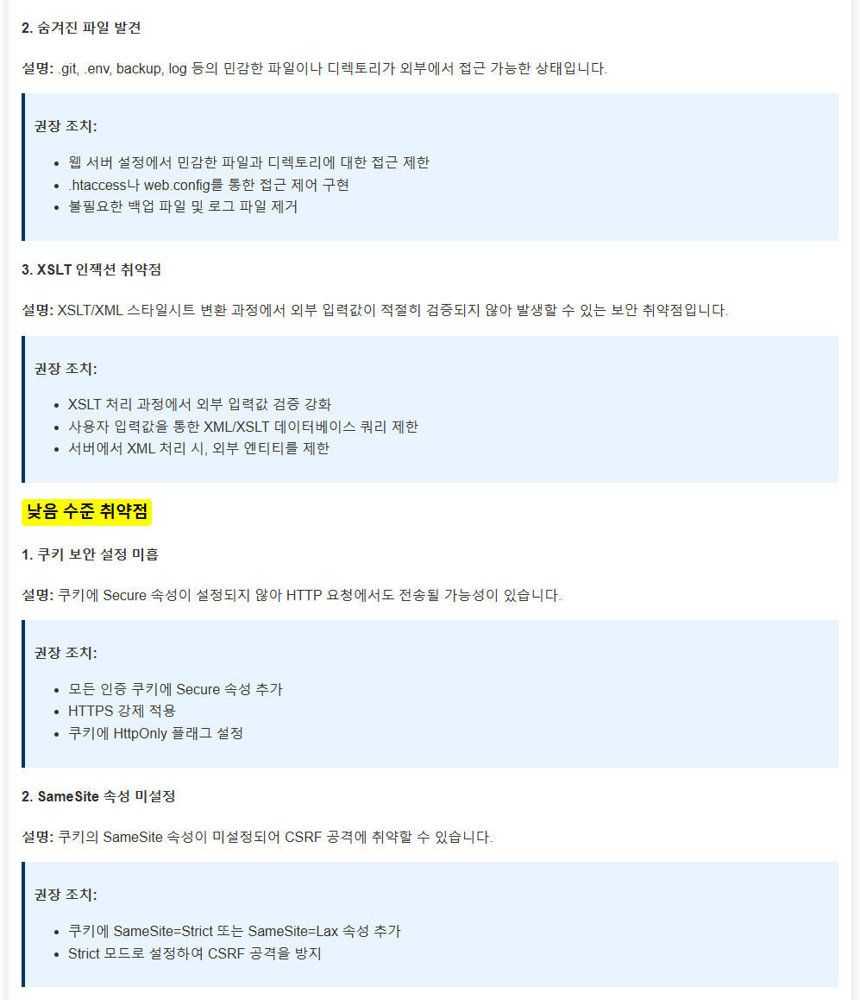 2. 숨겨진 파일 발견
설명: .git, .env, backup, log 등의 민감한 파일이나 디렉토리가 외부에서 접근 가능한 상태입니다.
권장 조치:
• 웹 서버 설정에서 민감한 파일과 디렉토리에 대한 접근 제한
• .htaccess나 web.config를 통한 접근 제어 구현
• 불필요한 백업 파일 및 로그 파일 제거
3. XSLT 인젝션 취약점
설명: XSLT/XML 스타일시트 변환 과정에서 외부 입력값이 적절히 검증되지 않아 발생할 수 있는 보안 취약점입니다.
권장 조치:
• XSLT 처리 과정에서 외부 입력값 검증 강화
• 사용자 입력값을 통한 XML/XSLT 데이터베이스 쿼리 제한
• 서버에서 XML 처리 시, 외부 엔티티를 제한
낮음 수준 취약점
1. 쿠키 보안 설정 미흡
설명: 쿠키에 Secure 속성이 설정되지 않아 HTTP 요청에서도 전송될 가능성이 있습니다.
권장 조치:
• 모든 인증 쿠키에 Secure 속성 추가
• HTTPS 강제 적용
• 쿠키에 HttpOnly 플래그 설정
2. SameSite 속성 미설정
설명: 쿠키의 SameSite 속성이 미설정되어 CSRF 공격에 취약할 수 있습니다.
권장 조치:
• 쿠키에 SameSite=Strict 또는 SameSite=Lax 속성 추가
• Strict 모드로 설정하여 CSRF 공격을 방지